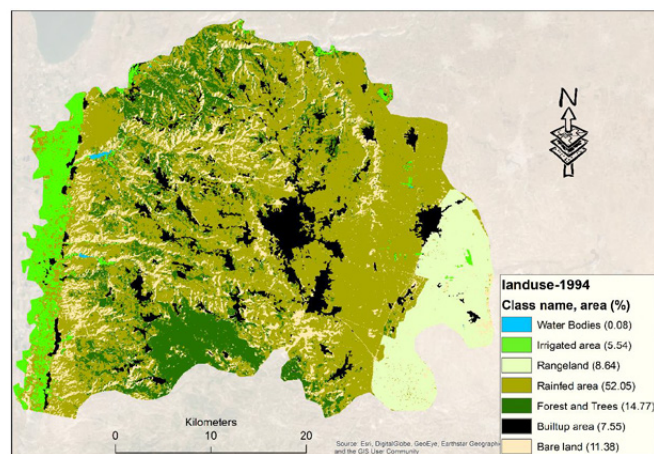 N
landuse-1994
Class name, area (%)
Water Bodies (0.08)
Irrigated area (5.54)
Rangeland (8.64)
Rainfed area (52.05)
Forest and Trees (14.77)
Builtup area (7.55)
Bare land (11.38)
Kilometers
0 10 20
Source: Esri, DigitalGlobe, GeoEye, Earthstar Geograph
and the GIS User Community